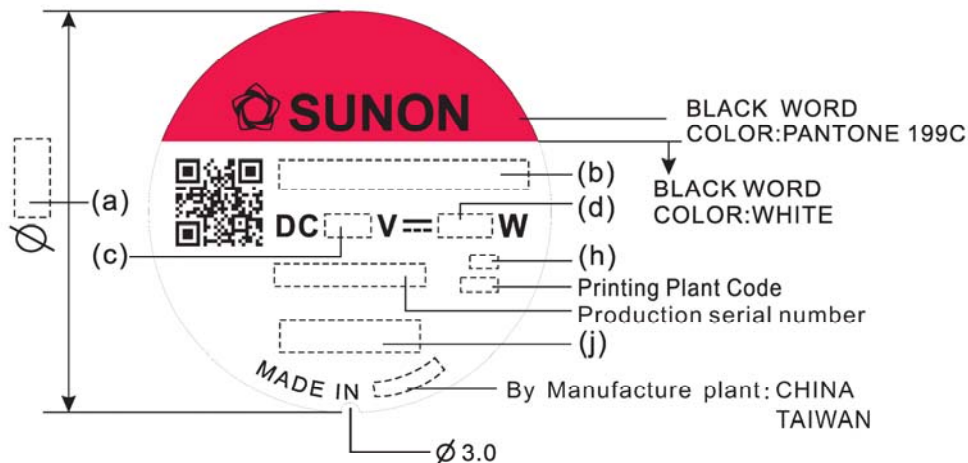 SUNON
BLACK WORD
COLOR:PANTONE 199C
BLACK WORD
COLOR:WHITE
(a)
(b)
DC V⎓ W
(d)
(c)
(h)
Printing Plant Code
Production serial number
(j)
MADE IN
By Manufacture plant: CHINA
TAIWAN
Ø
Ø 3.0